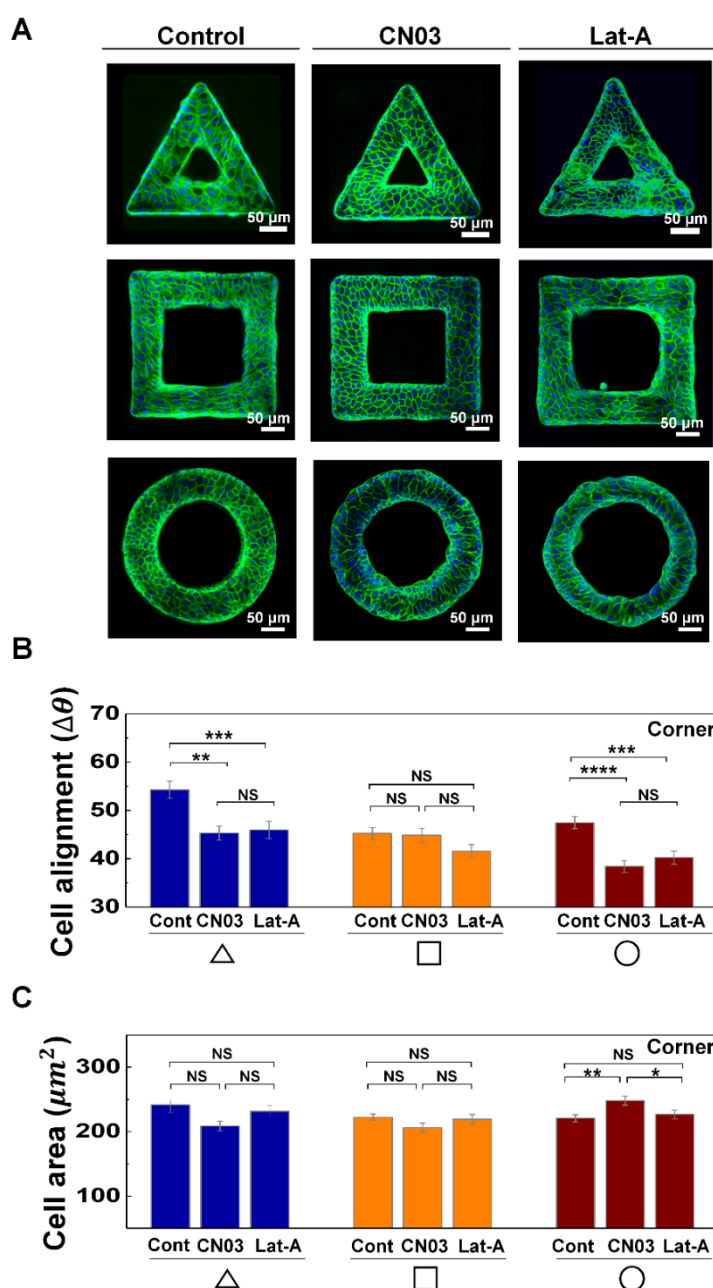 A
Control CN03 Lat-A
50 µm 50 µm 50 µm
50 µm 50 µm 50 µm
50 µm 50 µm 50 µm
B
Cell alignment (Δθ)
70
60
50
40
30
Corner
*** 
**
NS
NS
NS NS
***
****
NS
Cont CN03 Lat-A Cont CN03 Lat-A Cont CN03 Lat-A
C
Cell area (μm²)
300
200
100
Corner
NS
NS NS
NS
NS NS
NS
** *
Cont CN03 Lat-A Cont CN03 Lat-A Cont CN03 Lat-A